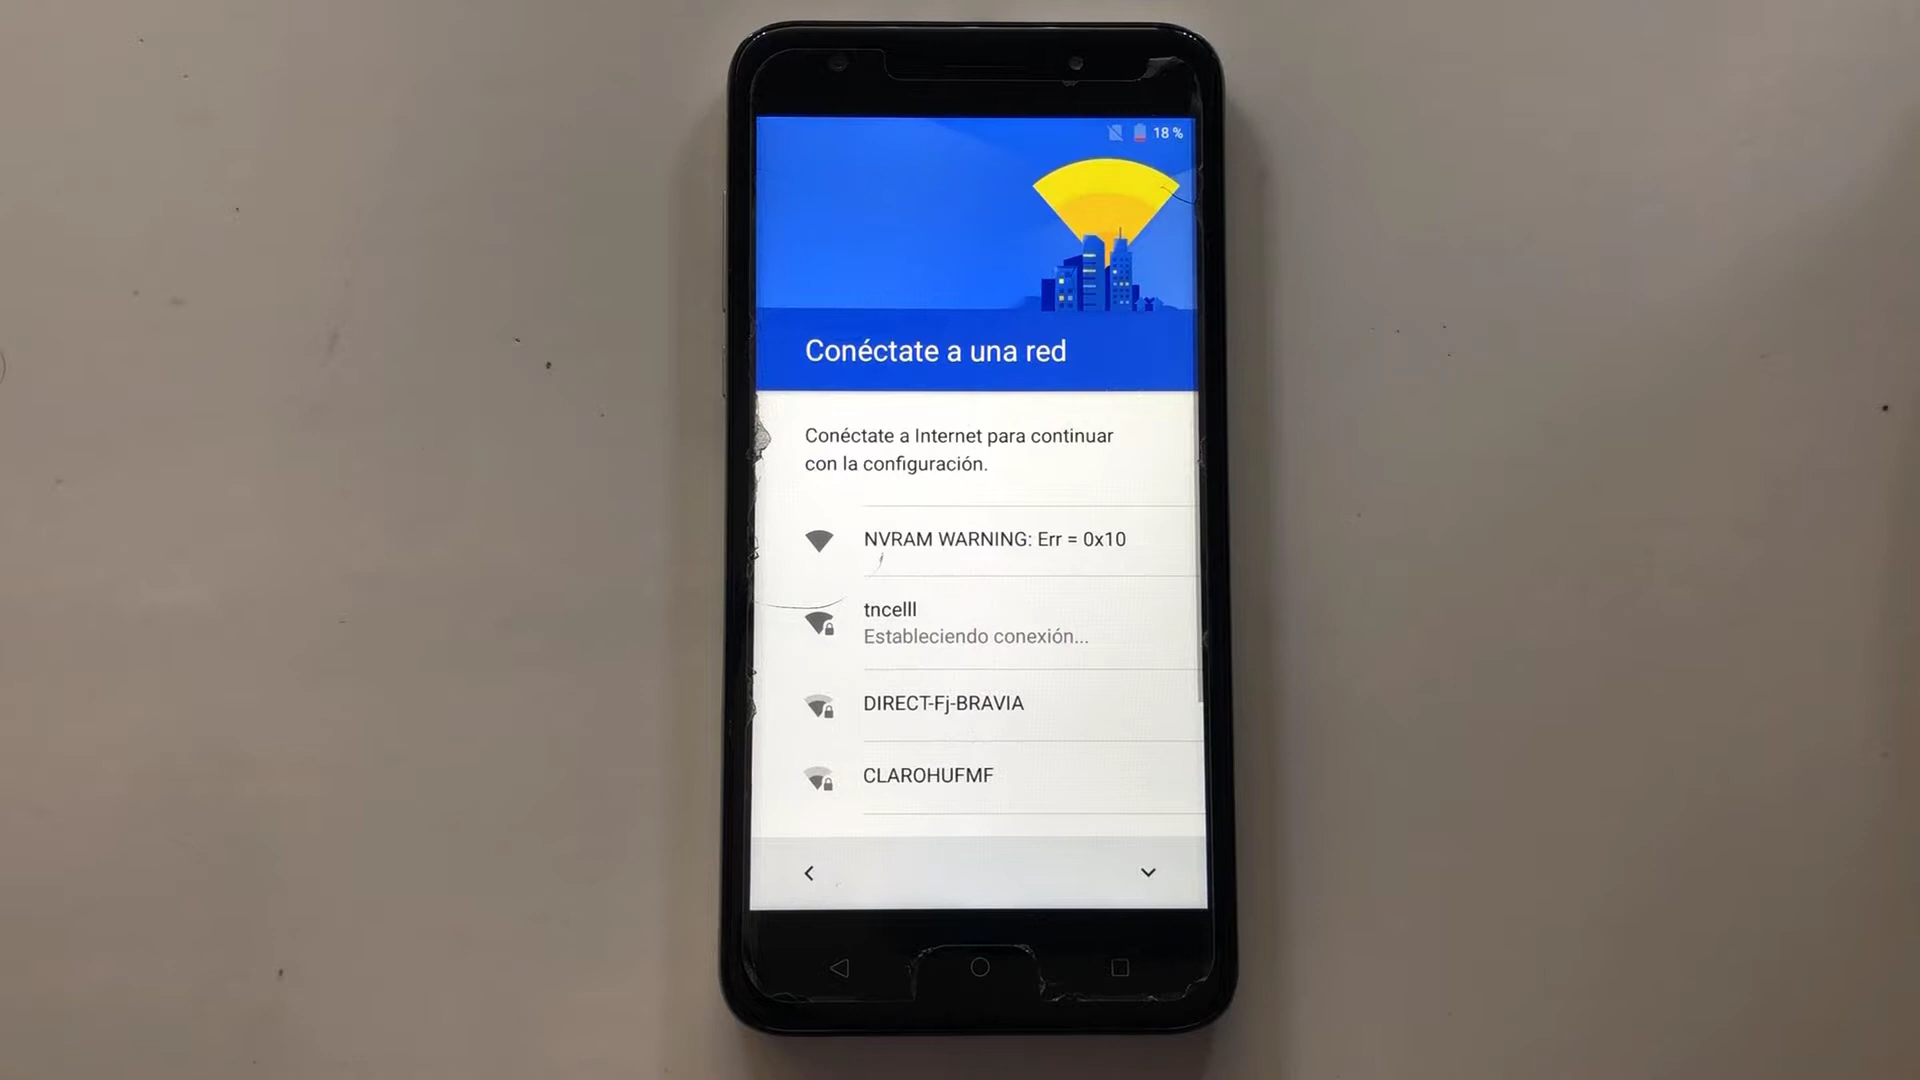 18 %
Conéctate a una red
Conéctate a Internet para continuar
con la configuración.
NVRAM WARNING: Err = 0x10
tncelll
Estableciendo conexión...
DIRECT-Fj-BRAVIA
CLAROHUFMF